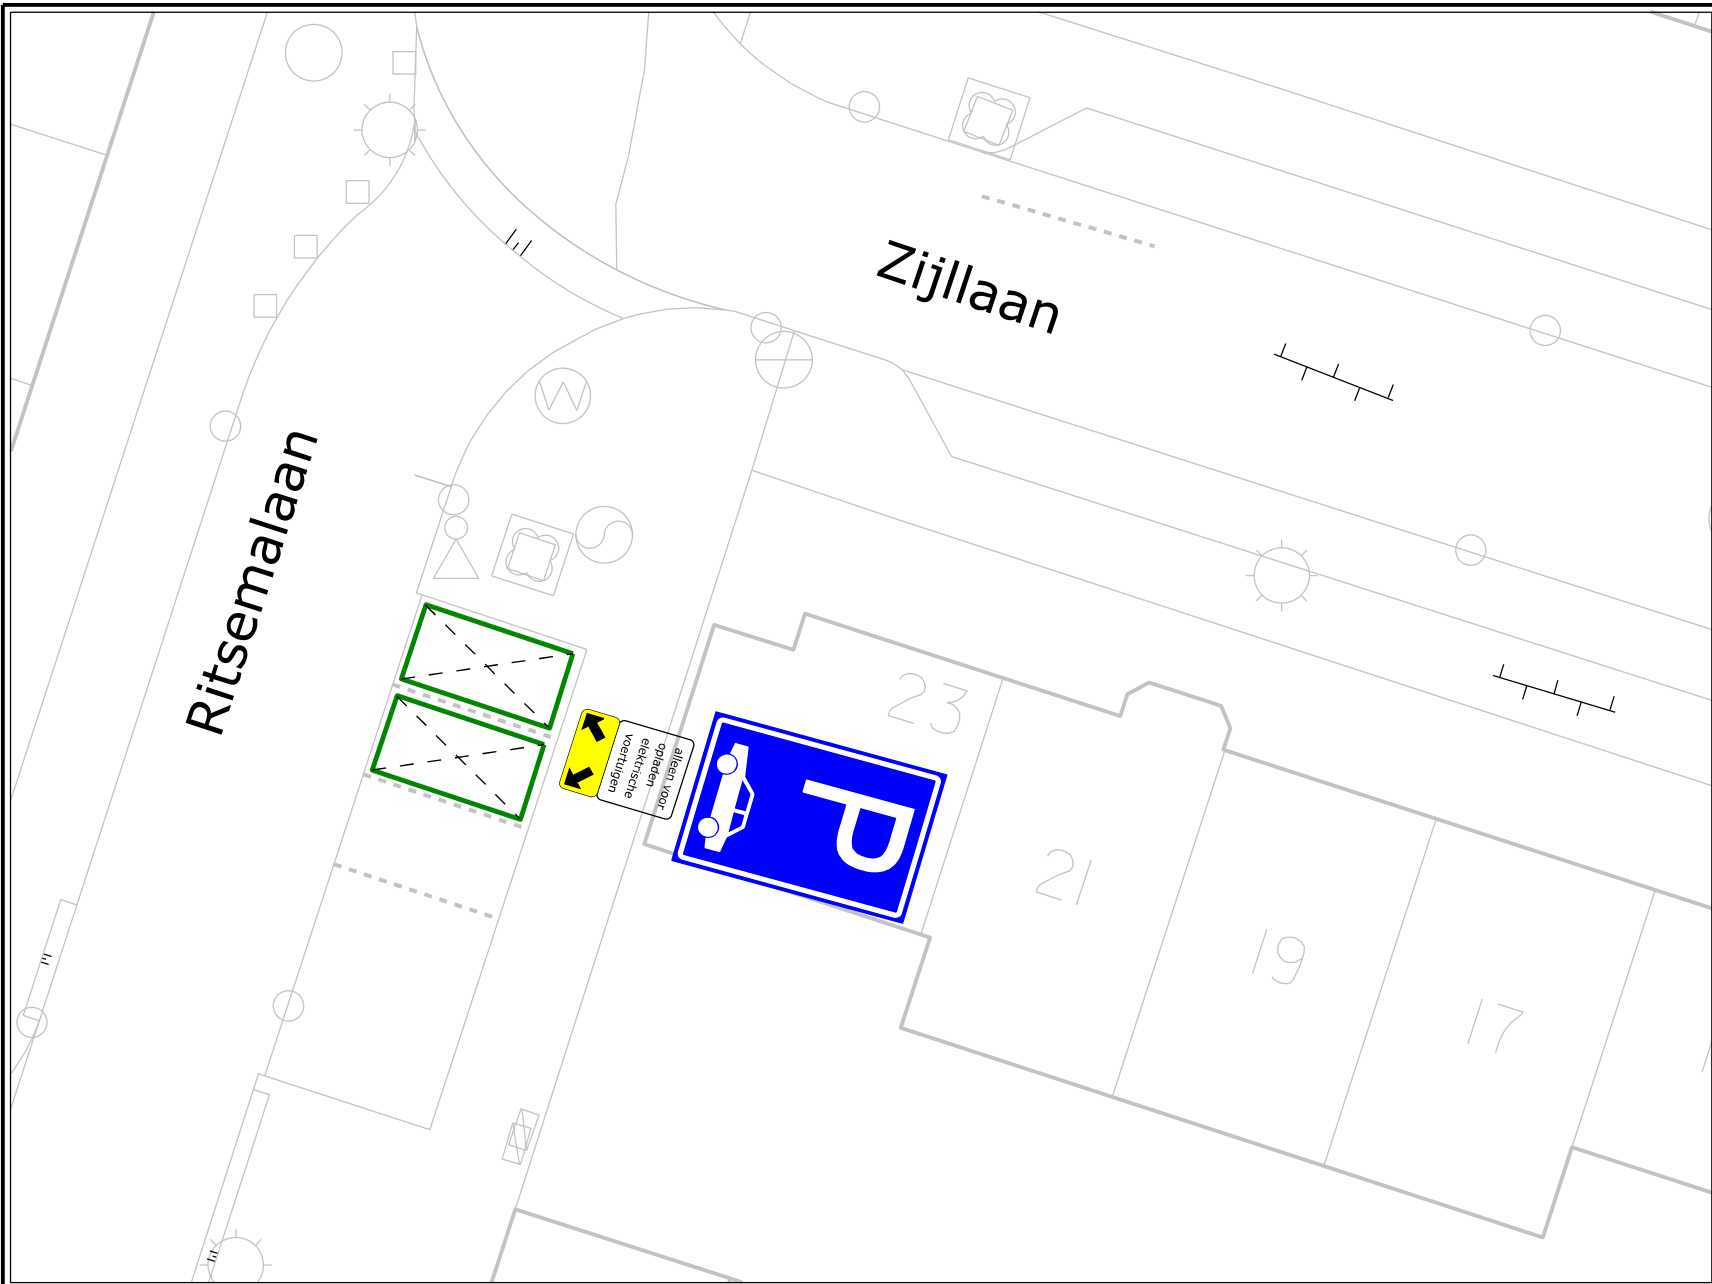 Zijllaan
Ritsemalaan
23
alleen voor
opladen
elektrische
voertuigen
P
21
19
17